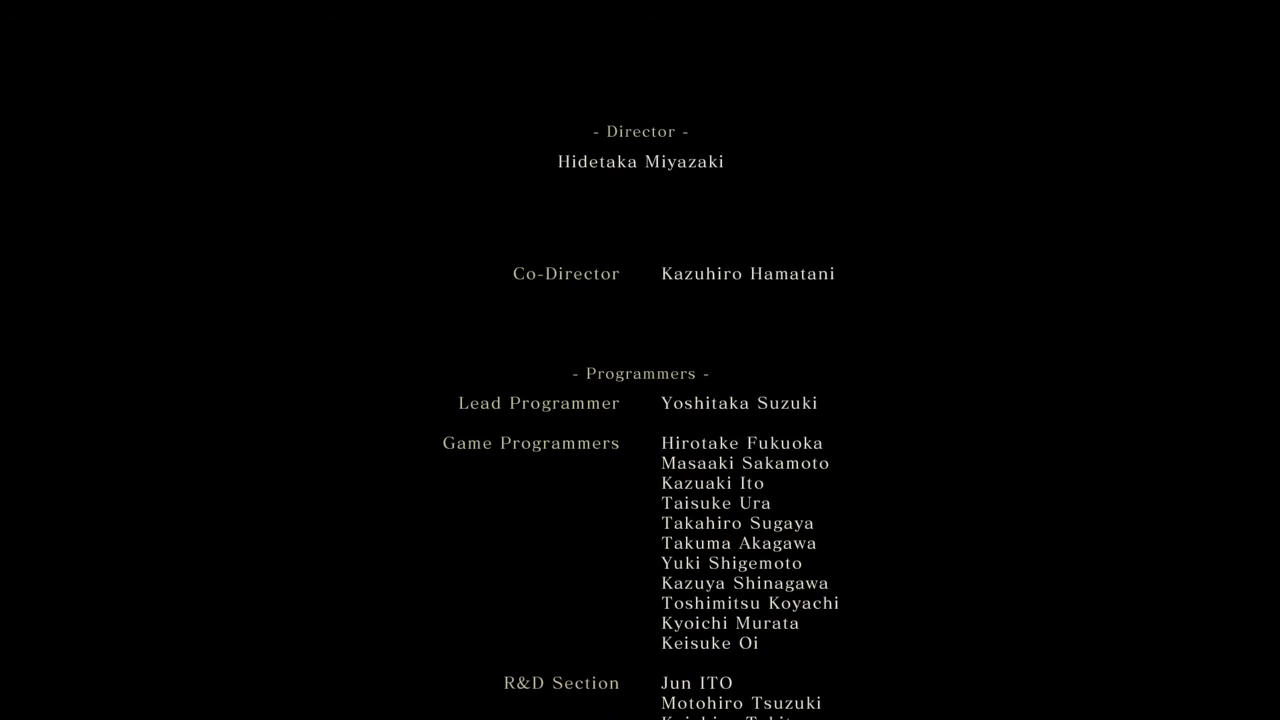 - Director -
Hidetaka Miyazaki
Co-Director Kazuhiro Hamatani
- Programmers -
Lead Programmer Yoshitaka Suzuki
Game Programmers Hirotake Fukuoka
Masaaki Sakamoto
Kazuaki Ito
Taisuke Ura
Takahiro Sugaya
Takuma Akagawa
Yuki Shigemoto
Kazuya Shinagawa
Toshimitsu Koyachi
Kyoichi Murata
Keisuke Oi
R&D Section Jun ITO
Motohiro Tsuzuki